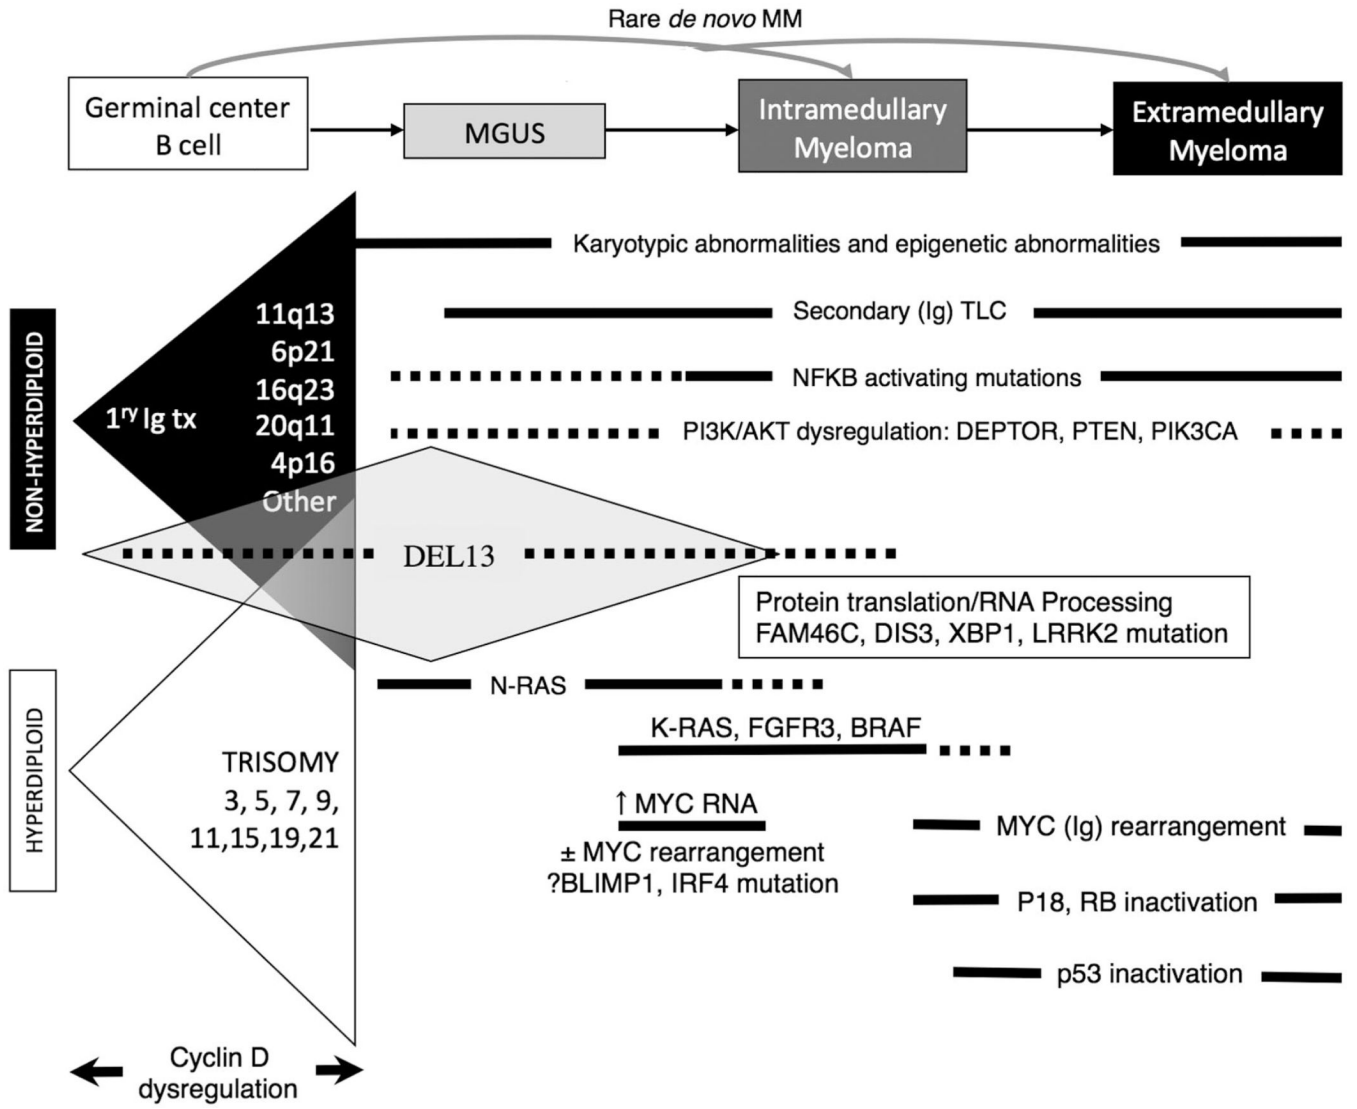 Rare de novo MM
Germinal center
B cell
MGUS
Intramedullary
Myeloma
Extramedullary
Myeloma
Karyotypic abnormalities and epigenetic abnormalities
NON-HYPERDIPLOID
1ʳʸ Ig tx
11q13
6p21
16q23
20q11
4p16
Other
Secondary (Ig) TLC
NFKB activating mutations
PI3K/AKT dysregulation: DEPTOR, PTEN, PIK3CA
DEL13
Protein translation/RNA Processing
FAM46C, DIS3, XBP1, LRRK2 mutation
N-RAS
K-RAS, FGFR3, BRAF
HYPERDIPLOID
TRISOMY
3, 5, 7, 9,
11,15,19,21
↑ MYC RNA
± MYC rearrangement
?BLIMP1, IRF4 mutation
MYC (Ig) rearrangement
P18, RB inactivation
p53 inactivation
Cyclin D
dysregulation